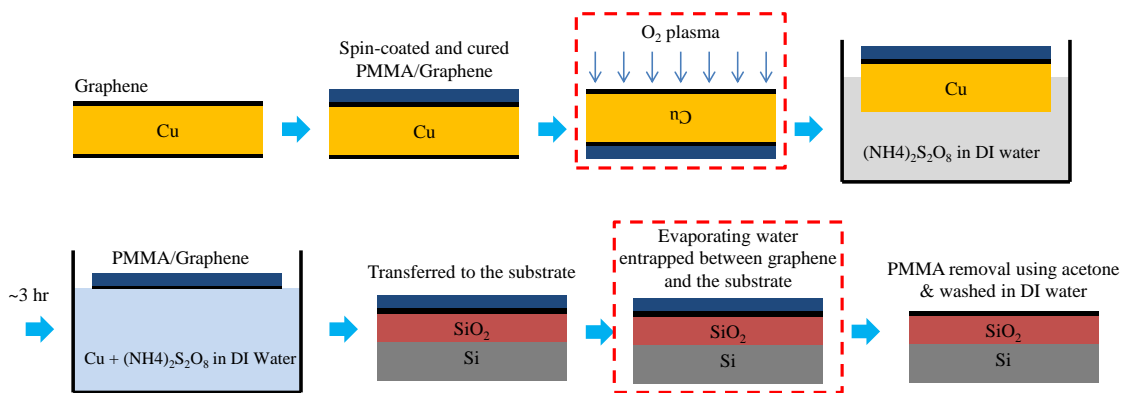 Graphene
Cu
Spin-coated and cured
PMMA/Graphene
Cu
O₂ plasma
Cu
Cu
(NH4)₂S₂O₈ in DI water
~3 hr
PMMA/Graphene
Cu + (NH4)₂S₂O₈ in DI Water
Transferred to the substrate
SiO₂
Si
Evaporating water
entrapped between graphene
and the substrate
SiO₂
Si
PMMA removal using acetone
& washed in DI water
SiO₂
Si